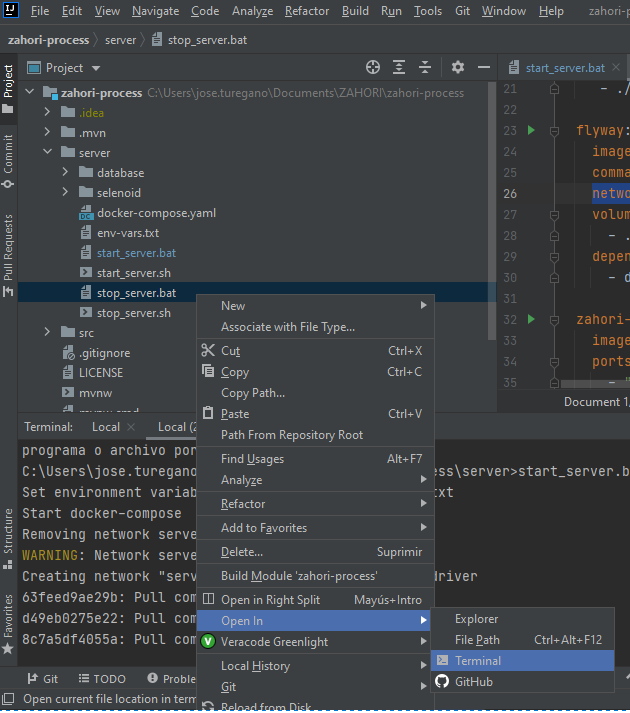 IJ File Edit View Navigate Code Analyze Refactor Build Run Tools Git Window Help zahori-p
zahori-process server stop_server.bat
Project
Project
start_server.bat
zahori-process C:\Users\jose.turegano\Documents\ZAHORI\zahori-process
.idea
.mvn
server
database
selenoid
docker-compose.yaml
env-vars.txt
start_server.bat
start_server.sh
stop_server.bat
stop_server.sh
src
.gitignore
LICENSE
mvnw
mvnw.cmd
Commit
Pull Requests
Structure
Favorites
21 - ./
22
23 flyway:
24 image
25 comma
26 netwo
27 volum
28 - .
29 depen
30 - d
31
32 zahori-
33 image
34 ports
35 - "
Document 1/
New
Associate with File Type...
Cut Ctrl+X
Copy Ctrl+C
Copy Path...
Paste Ctrl+V
Path From Repository Root
Find Usages Alt+F7
Analyze
Refactor
Add to Favorites
Delete... Suprimir
Build Module 'zahori-process'
Open in Right Split Mayús+Intro
Open In
Veracode Greenlight
Local History
Git
Reload from Disk
Explorer
File Path Ctrl+Alt+F12
Terminal
GitHub
Terminal: Local Local (2
programa o archivo por
C:\Users\jose.turegano ess\server>start_server.b
Set environment variab txt
Start docker-compose
Removing network serve
WARNING: Network serve
Creating network "serv driver
63feed9ae29b: Pull com
d49eb0275e22: Pull com
8c7a5df4055a: Pull com
Git TODO Problem
Open current file location in term